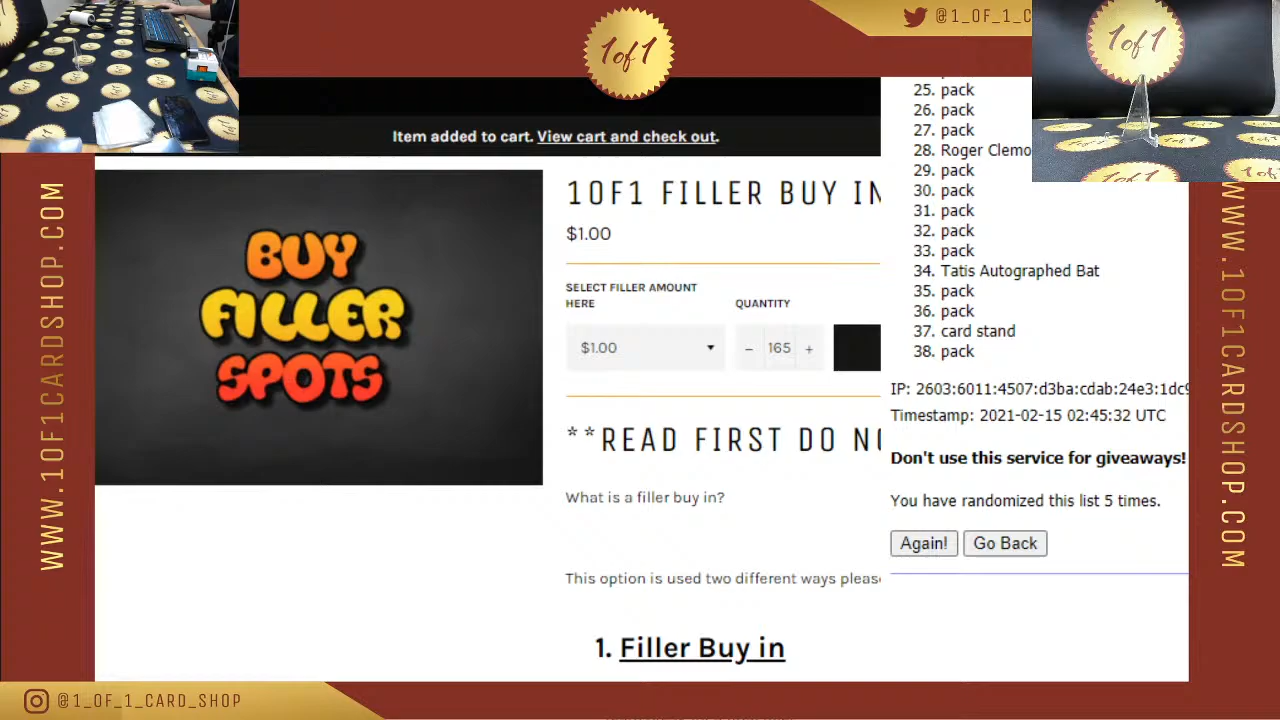 1of1
@1_OF_1_C
1of1
Item added to cart. View cart and check out.
BUY
FILLER
SPOTS
1OF1 FILLER BUY IN
$1.00
SELECT FILLER AMOUNT
HERE
QUANTITY
$1.00
− 165 +
**READ FIRST DO NO
What is a filler buy in?
This option is used two different ways please
1. Filler Buy in
25. pack
26. pack
27. pack
28. Roger Clemo
29. pack
30. pack
31. pack
32. pack
33. pack
34. Tatis Autographed Bat
35. pack
36. pack
37. card stand
38. pack
IP: 2603:6011:4507:d3ba:cdab:24e3:1dc9
Timestamp: 2021-02-15 02:45:32 UTC
Don't use this service for giveaways!
You have randomized this list 5 times.
Again! Go Back
WWW.1OF1CARDSHOP.COM
WWW.1OF1CARDSHOP.COM
@1_OF_1_CARD_SHOP